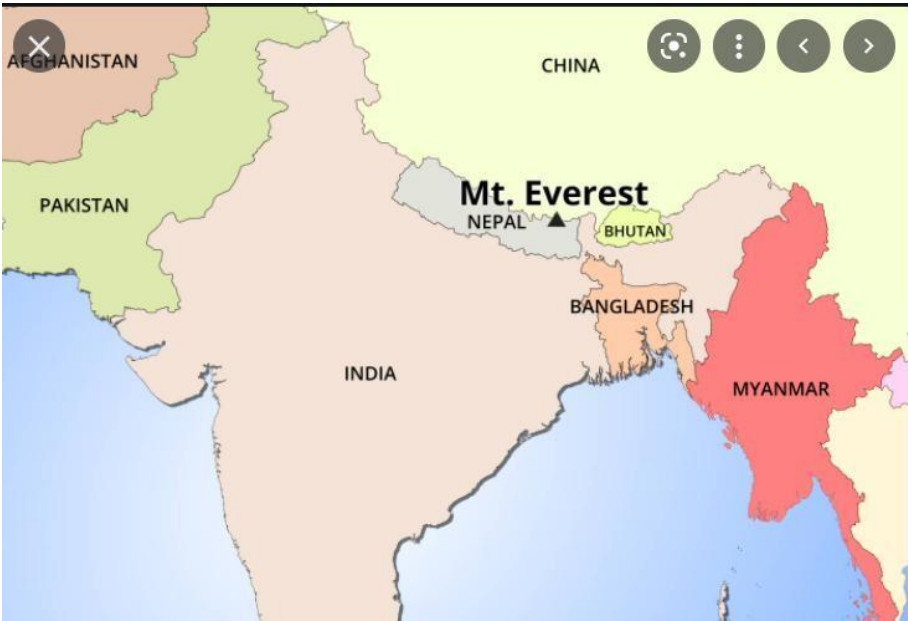 AFGHANISTAN
CHINA
PAKISTAN
Mt. Everest
NEPAL
BHUTAN
BANGLADESH
INDIA
MYANMAR